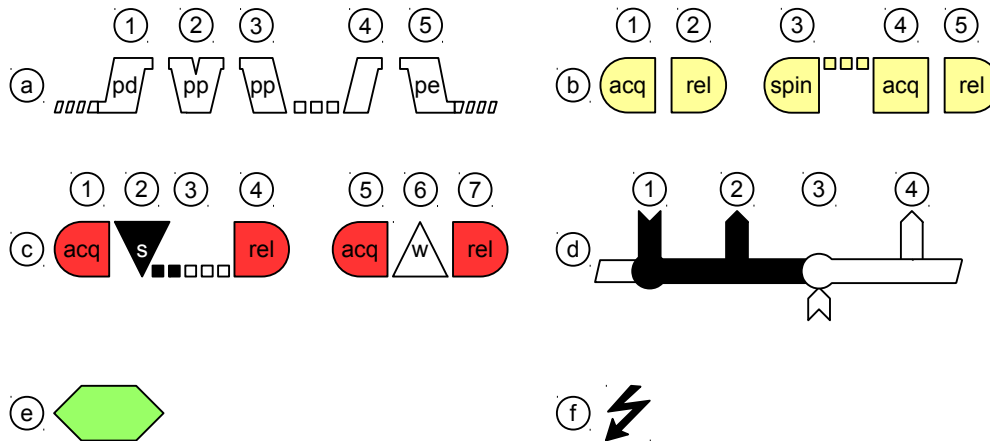 1 2 3 4 5
a pd pp pp pe
1 2 3 4 5
b acq rel spin acq rel
1 2 3 4 5 6 7
c acq s rel acq w rel
1 2 3 4
d
e
f